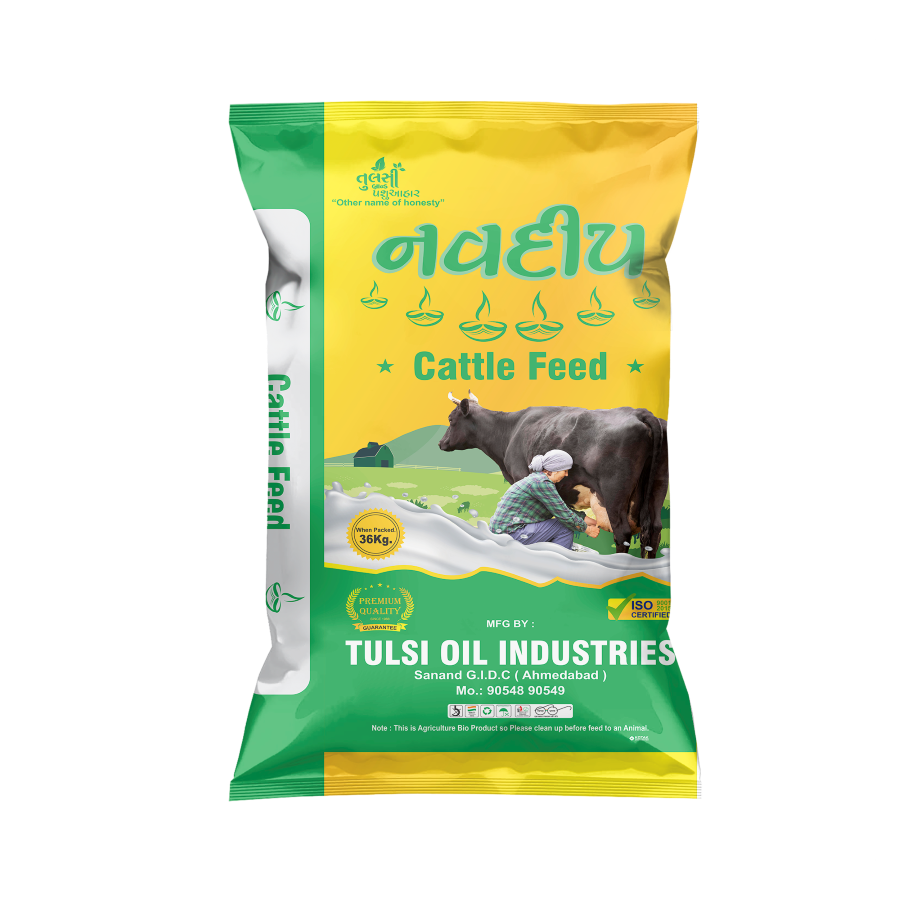 તુલસી
બ્રાન્ડ
પશુઆહાર
“Other name of honesty”
નવદીપ
★ Cattle Feed ★
Cattle Feed
When Packed.
36Kg.
PREMIUM
QUALITY
GUARANTEE
ISO 9001
2015
CERTIFIED
MFG BY :
TULSI OIL INDUSTRIES
Sanand G.I.D.C ( Ahmedabad )
Mo.: 90548 90549
Note : This is Agriculture Bio Product so Please clean up before feed to an Animal.